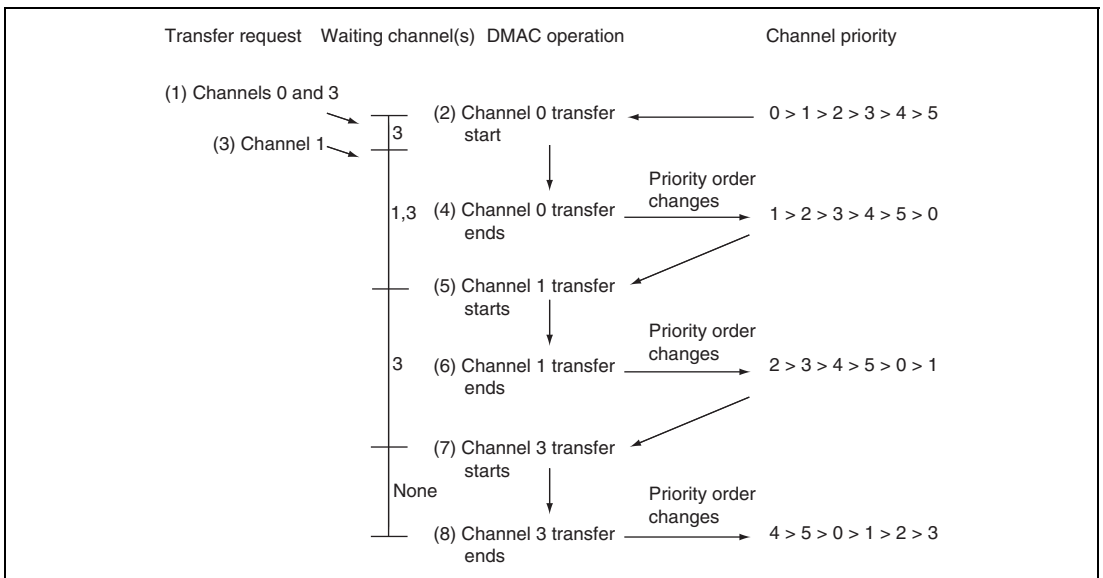 Transfer request Waiting channel(s) DMAC operation Channel priority
(1) Channels 0 and 3
(2) Channel 0 transfer
start
0 > 1 > 2 > 3 > 4 > 5
3
(3) Channel 1
Priority order
changes
1,3
(4) Channel 0 transfer
ends
1 > 2 > 3 > 4 > 5 > 0
(5) Channel 1 transfer
starts
Priority order
changes
3
(6) Channel 1 transfer
ends
2 > 3 > 4 > 5 > 0 > 1
(7) Channel 3 transfer
starts
None
Priority order
changes
(8) Channel 3 transfer
ends
4 > 5 > 0 > 1 > 2 > 3